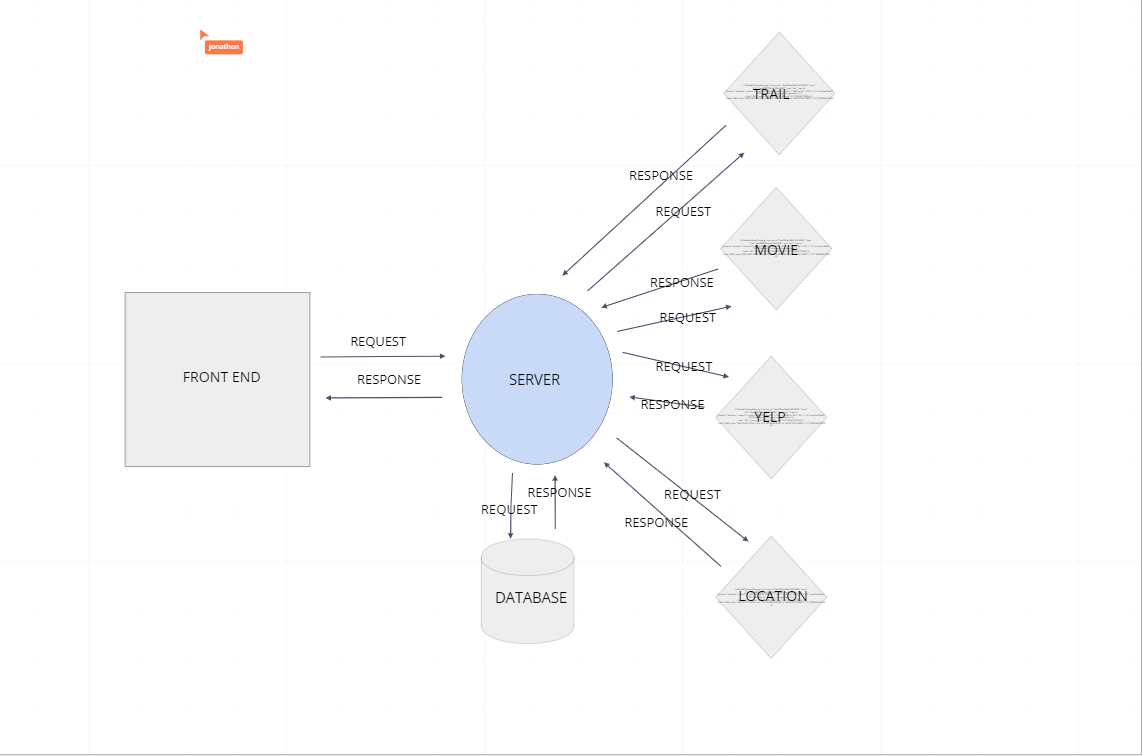 jonathon
TRAIL
RESPONSE
REQUEST
MOVIE
RESPONSE
REQUEST
FRONT END
REQUEST
RESPONSE
SERVER
REQUEST
YELP
RESPONSE
REQUEST
RESPONSE
RESPONSE
REQUEST
DATABASE
LOCATION